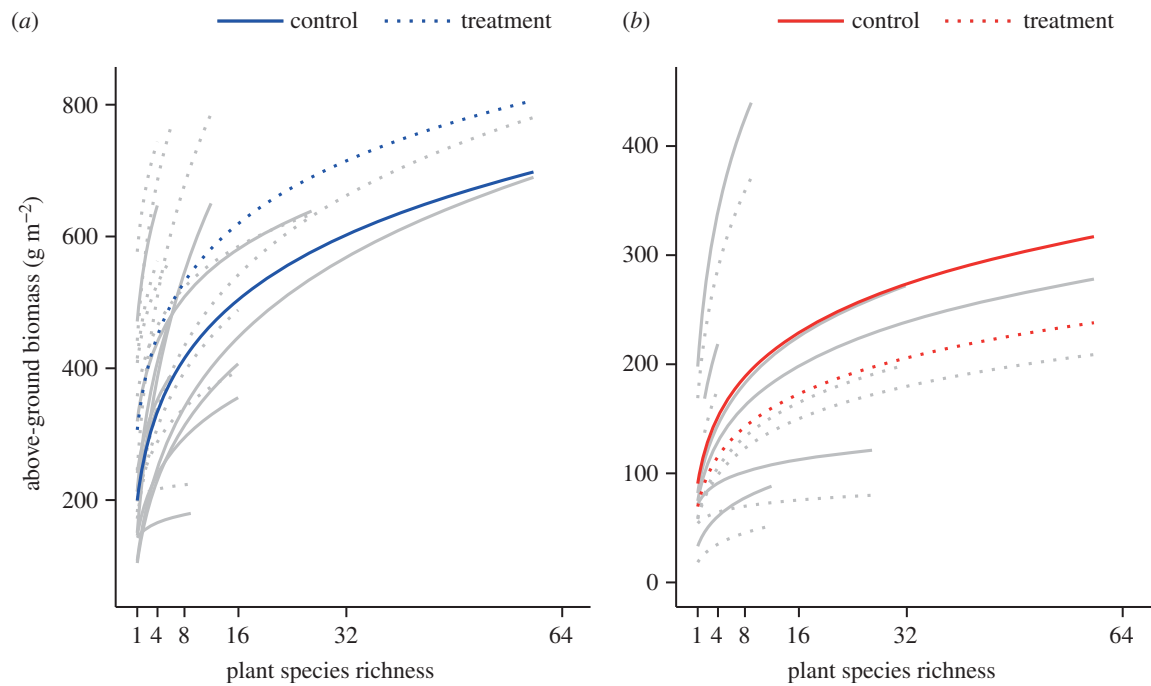 (a) control treatment
800
600
400
200
above-ground biomass (g m−2)
1 4 8 16 32 64
plant species richness
(b) control treatment
400
300
200
100
0
1 4 8 16 32 64
plant species richness